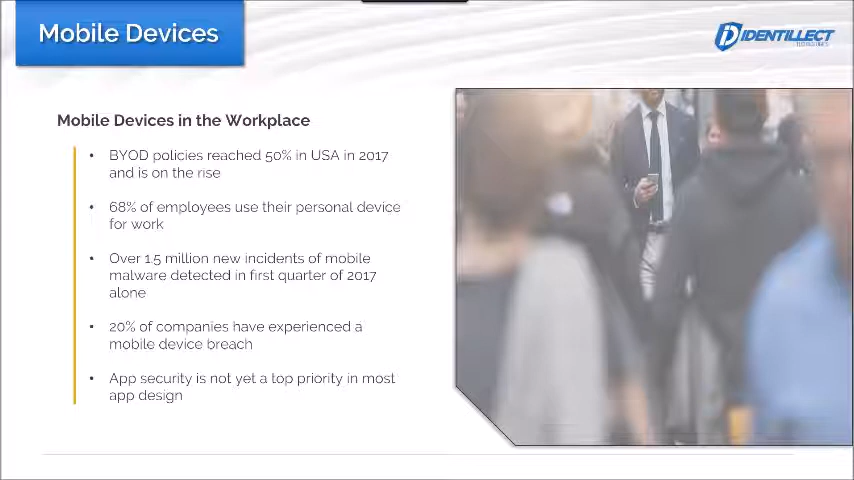 Mobile Devices
IDENTILLECT
TECHNOLOGIES
Mobile Devices in the Workplace
• BYOD policies reached 50% in USA in 2017
and is on the rise
• 68% of employees use their personal device
for work
• Over 1.5 million new incidents of mobile
malware detected in first quarter of 2017
alone
• 20% of companies have experienced a
mobile device breach
• App security is not yet a top priority in most
app design